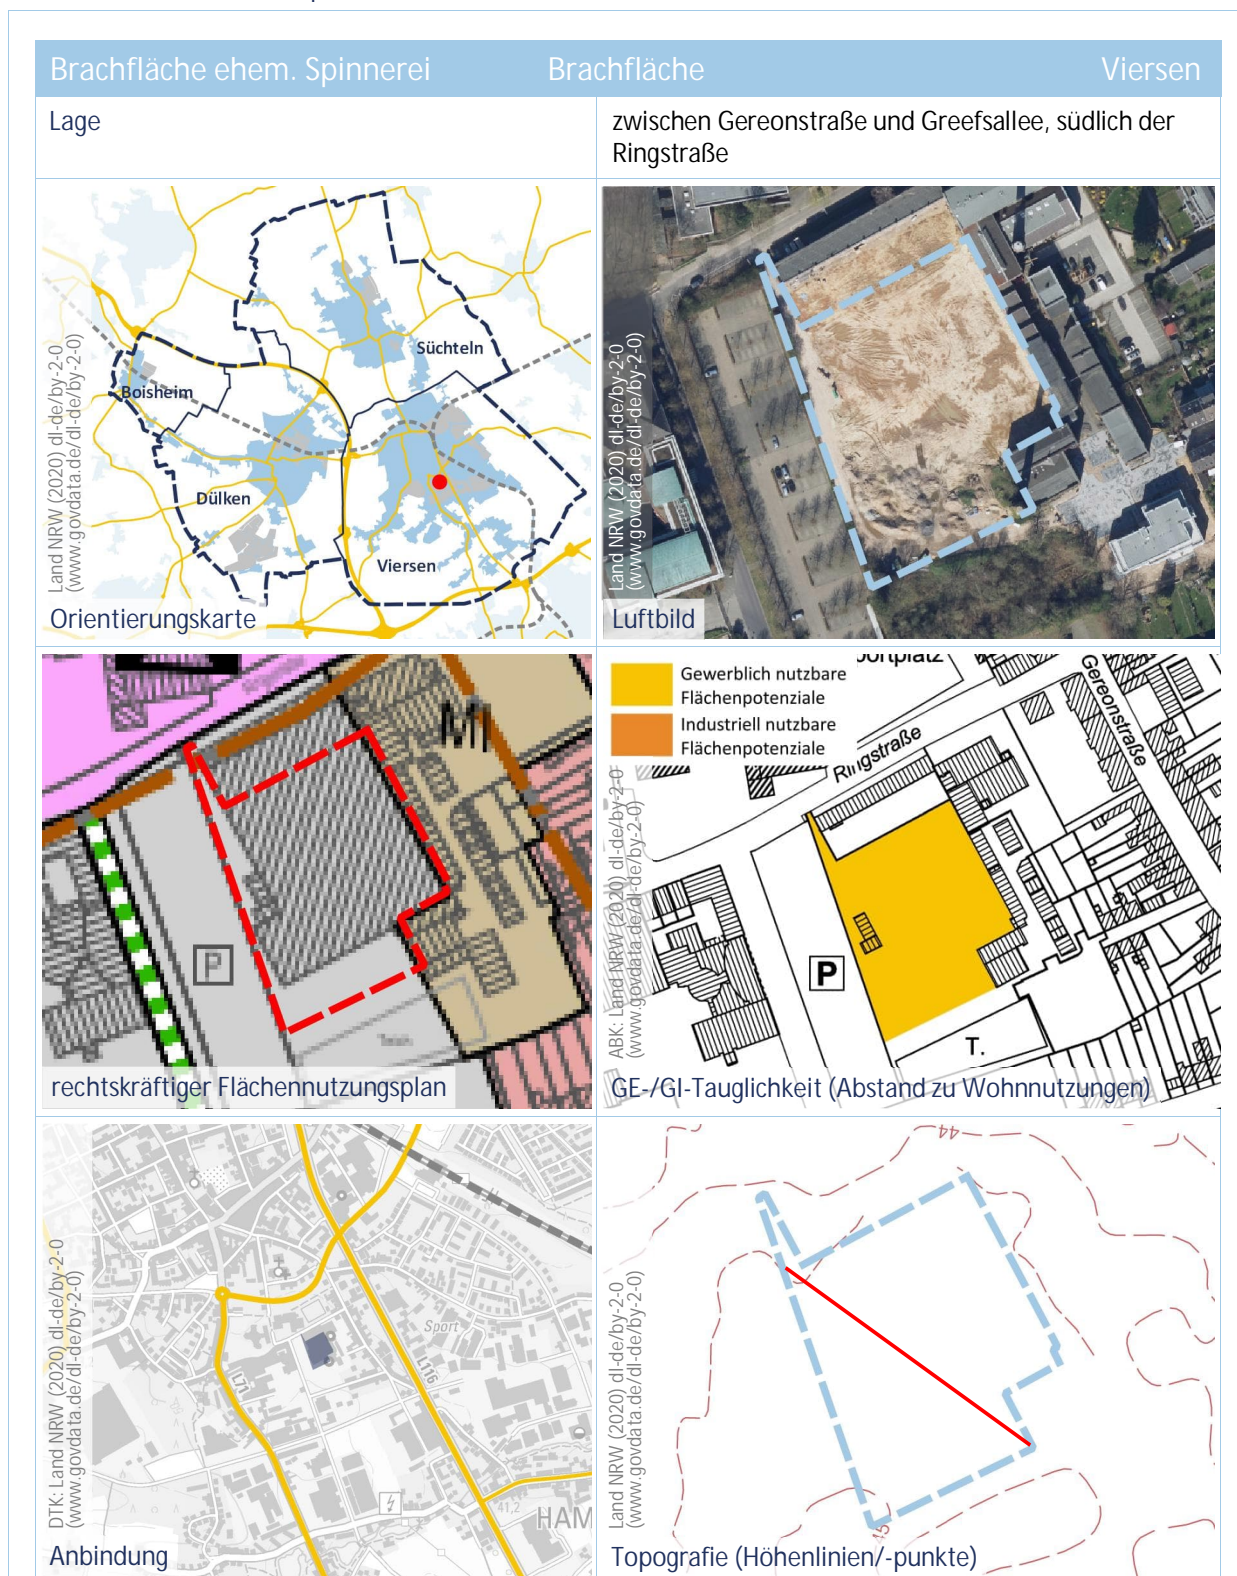 Brachfläche ehem. Spinnerei Brachfläche Viersen
Lage
zwischen Gereonstraße und Greefsallee, südlich der
Ringstraße
Süchteln
Boisheim
Dülken
Viersen
Land NRW (2020) dl-de/by-2-0
(www.govdata.de/dl-de/by-2-0)
Orientierungskarte
Land NRW (2020) dl-de/by-2-0
(www.govdata.de/dl-de/by-2-0)
Luftbild
MI
P
rechtskräftiger Flächennutzungsplan
Gewerblich nutzbare
Flächenpotenziale
Industriell nutzbare
Flächenpotenziale
portplatz
Gereonstraße
Ringstraße
P
T.
ABK: Land NRW (2020) dl-de/by-2-0
(www.govdata.de/dl-de/by-2-0)
GE-/GI-Tauglichkeit (Abstand zu Wohnnutzungen)
Sport
L71
L116
41,2
HAM
DTK: Land NRW (2020) dl-de/by-2-0
(www.govdata.de/dl-de/by-2-0)
Anbindung
44
45
Land NRW (2020) dl-de/by-2-0
(www.govdata.de/dl-de/by-2-0)
Topografie (Höhenlinien/-punkte)